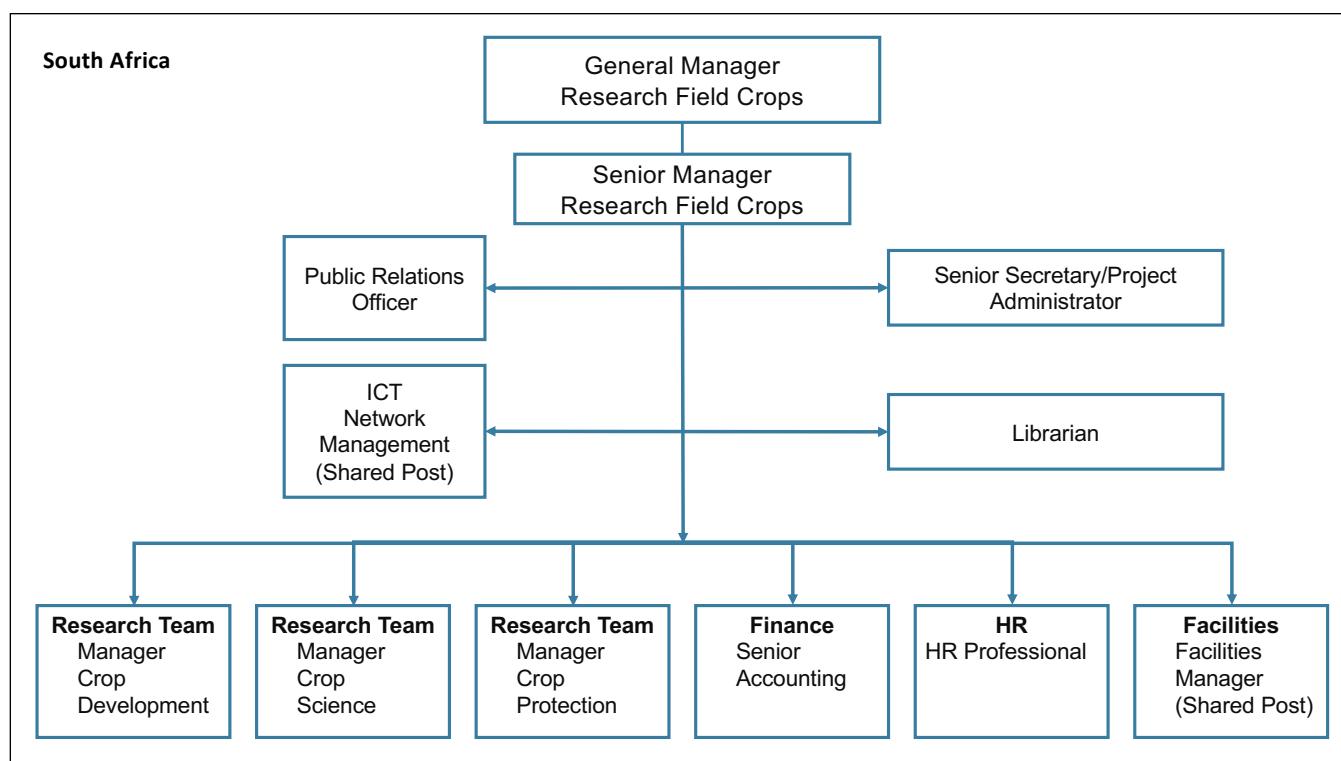 South Africa
General Manager
Research Field Crops
Senior Manager
Research Field Crops
Public Relations
Officer
Senior Secretary/Project
Administrator
ICT
Network
Management
(Shared Post)
Librarian
Research Team
Manager
Crop
Development
Research Team
Manager
Crop
Science
Research Team
Manager
Crop
Protection
Finance
Senior
Accounting
HR
HR Professional
Facilities
Facilities
Manager
(Shared Post)